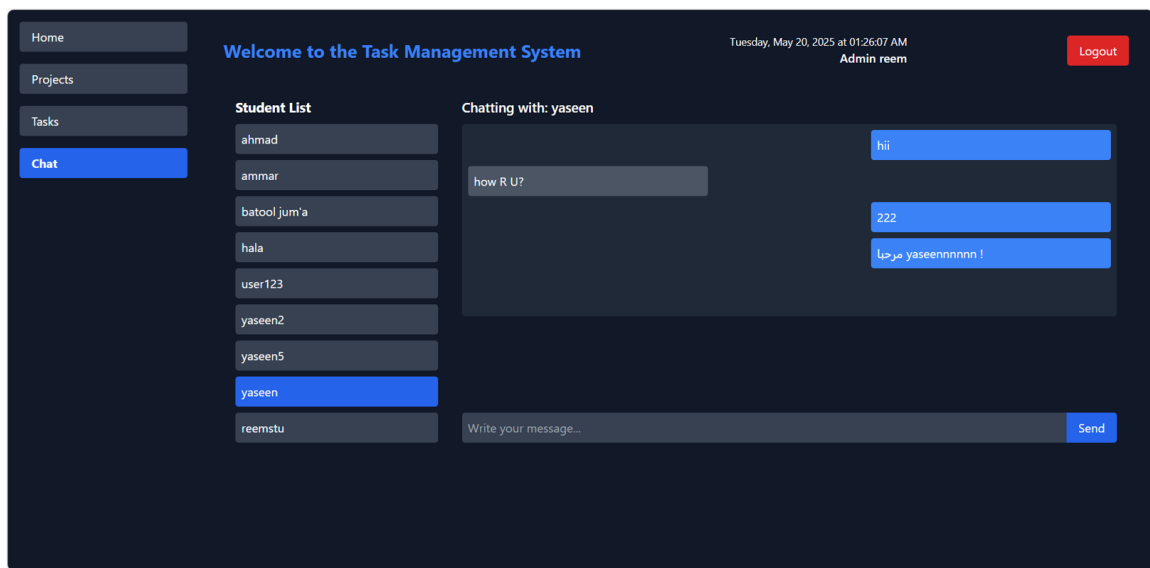 Home
Projects
Tasks
Chat
Welcome to the Task Management System
Tuesday, May 20, 2025 at 01:26:07 AM
Admin reem
Logout
Student List
ahmad
ammar
batool jum'a
hala
user123
yaseen2
yaseen5
yaseen
reemstu
Chatting with: yaseen
hii
how R U?
222
مرحبا yaseennnnnn !
Write your message...
Send